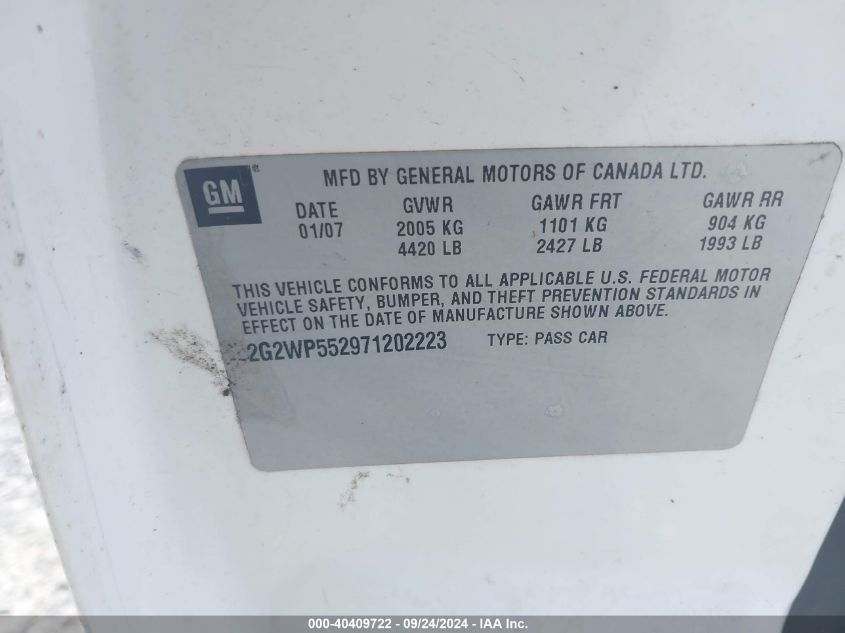 GM®
MFD BY GENERAL MOTORS OF CANADA LTD.
DATE GVWR GAWR FRT GAWR RR
01/07 2005 KG 1101 KG 904 KG
4420 LB 2427 LB 1993 LB
THIS VEHICLE CONFORMS TO ALL APPLICABLE U.S. FEDERAL MOTOR
VEHICLE SAFETY, BUMPER, AND THEFT PREVENTION STANDARDS IN
EFFECT ON THE DATE OF MANUFACTURE SHOWN ABOVE.
2G2WP552971202223 TYPE: PASS CAR
000-40409722 - 09/24/2024 - IAA Inc.